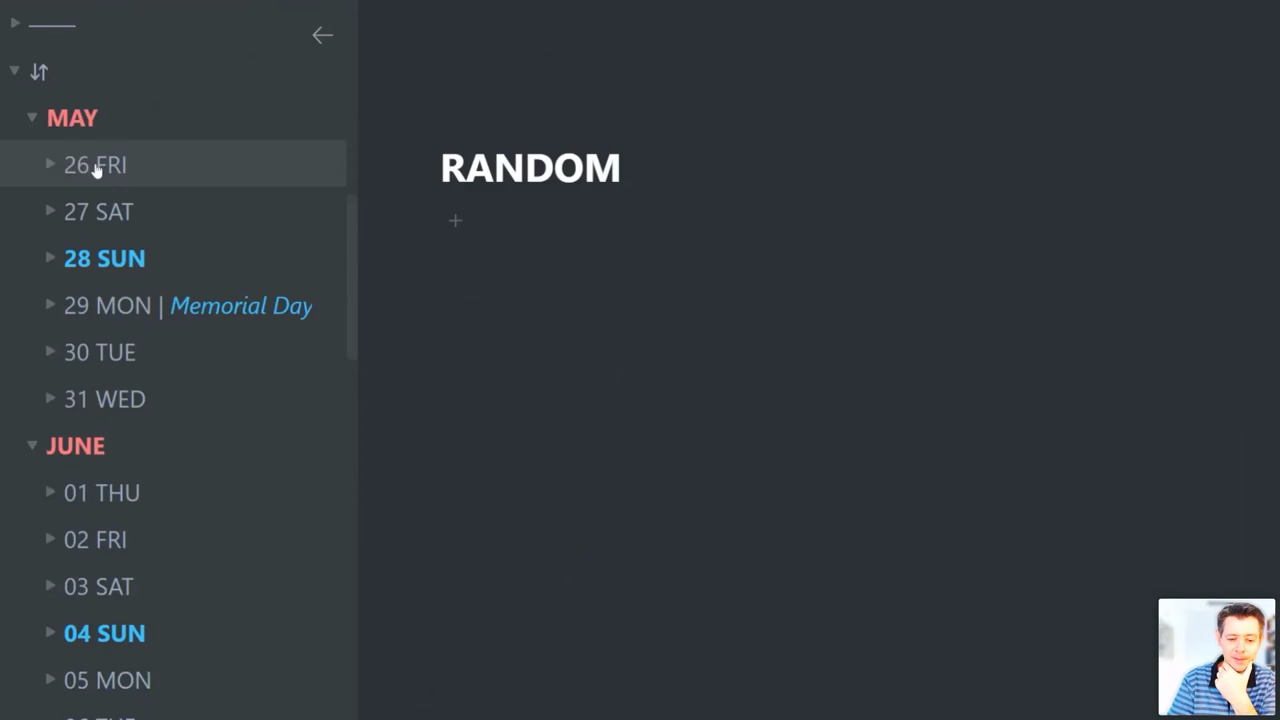 MAY
26 FRI
27 SAT
28 SUN
29 MON | Memorial Day
30 TUE
31 WED
JUNE
01 THU
02 FRI
03 SAT
04 SUN
05 MON
RANDOM
+